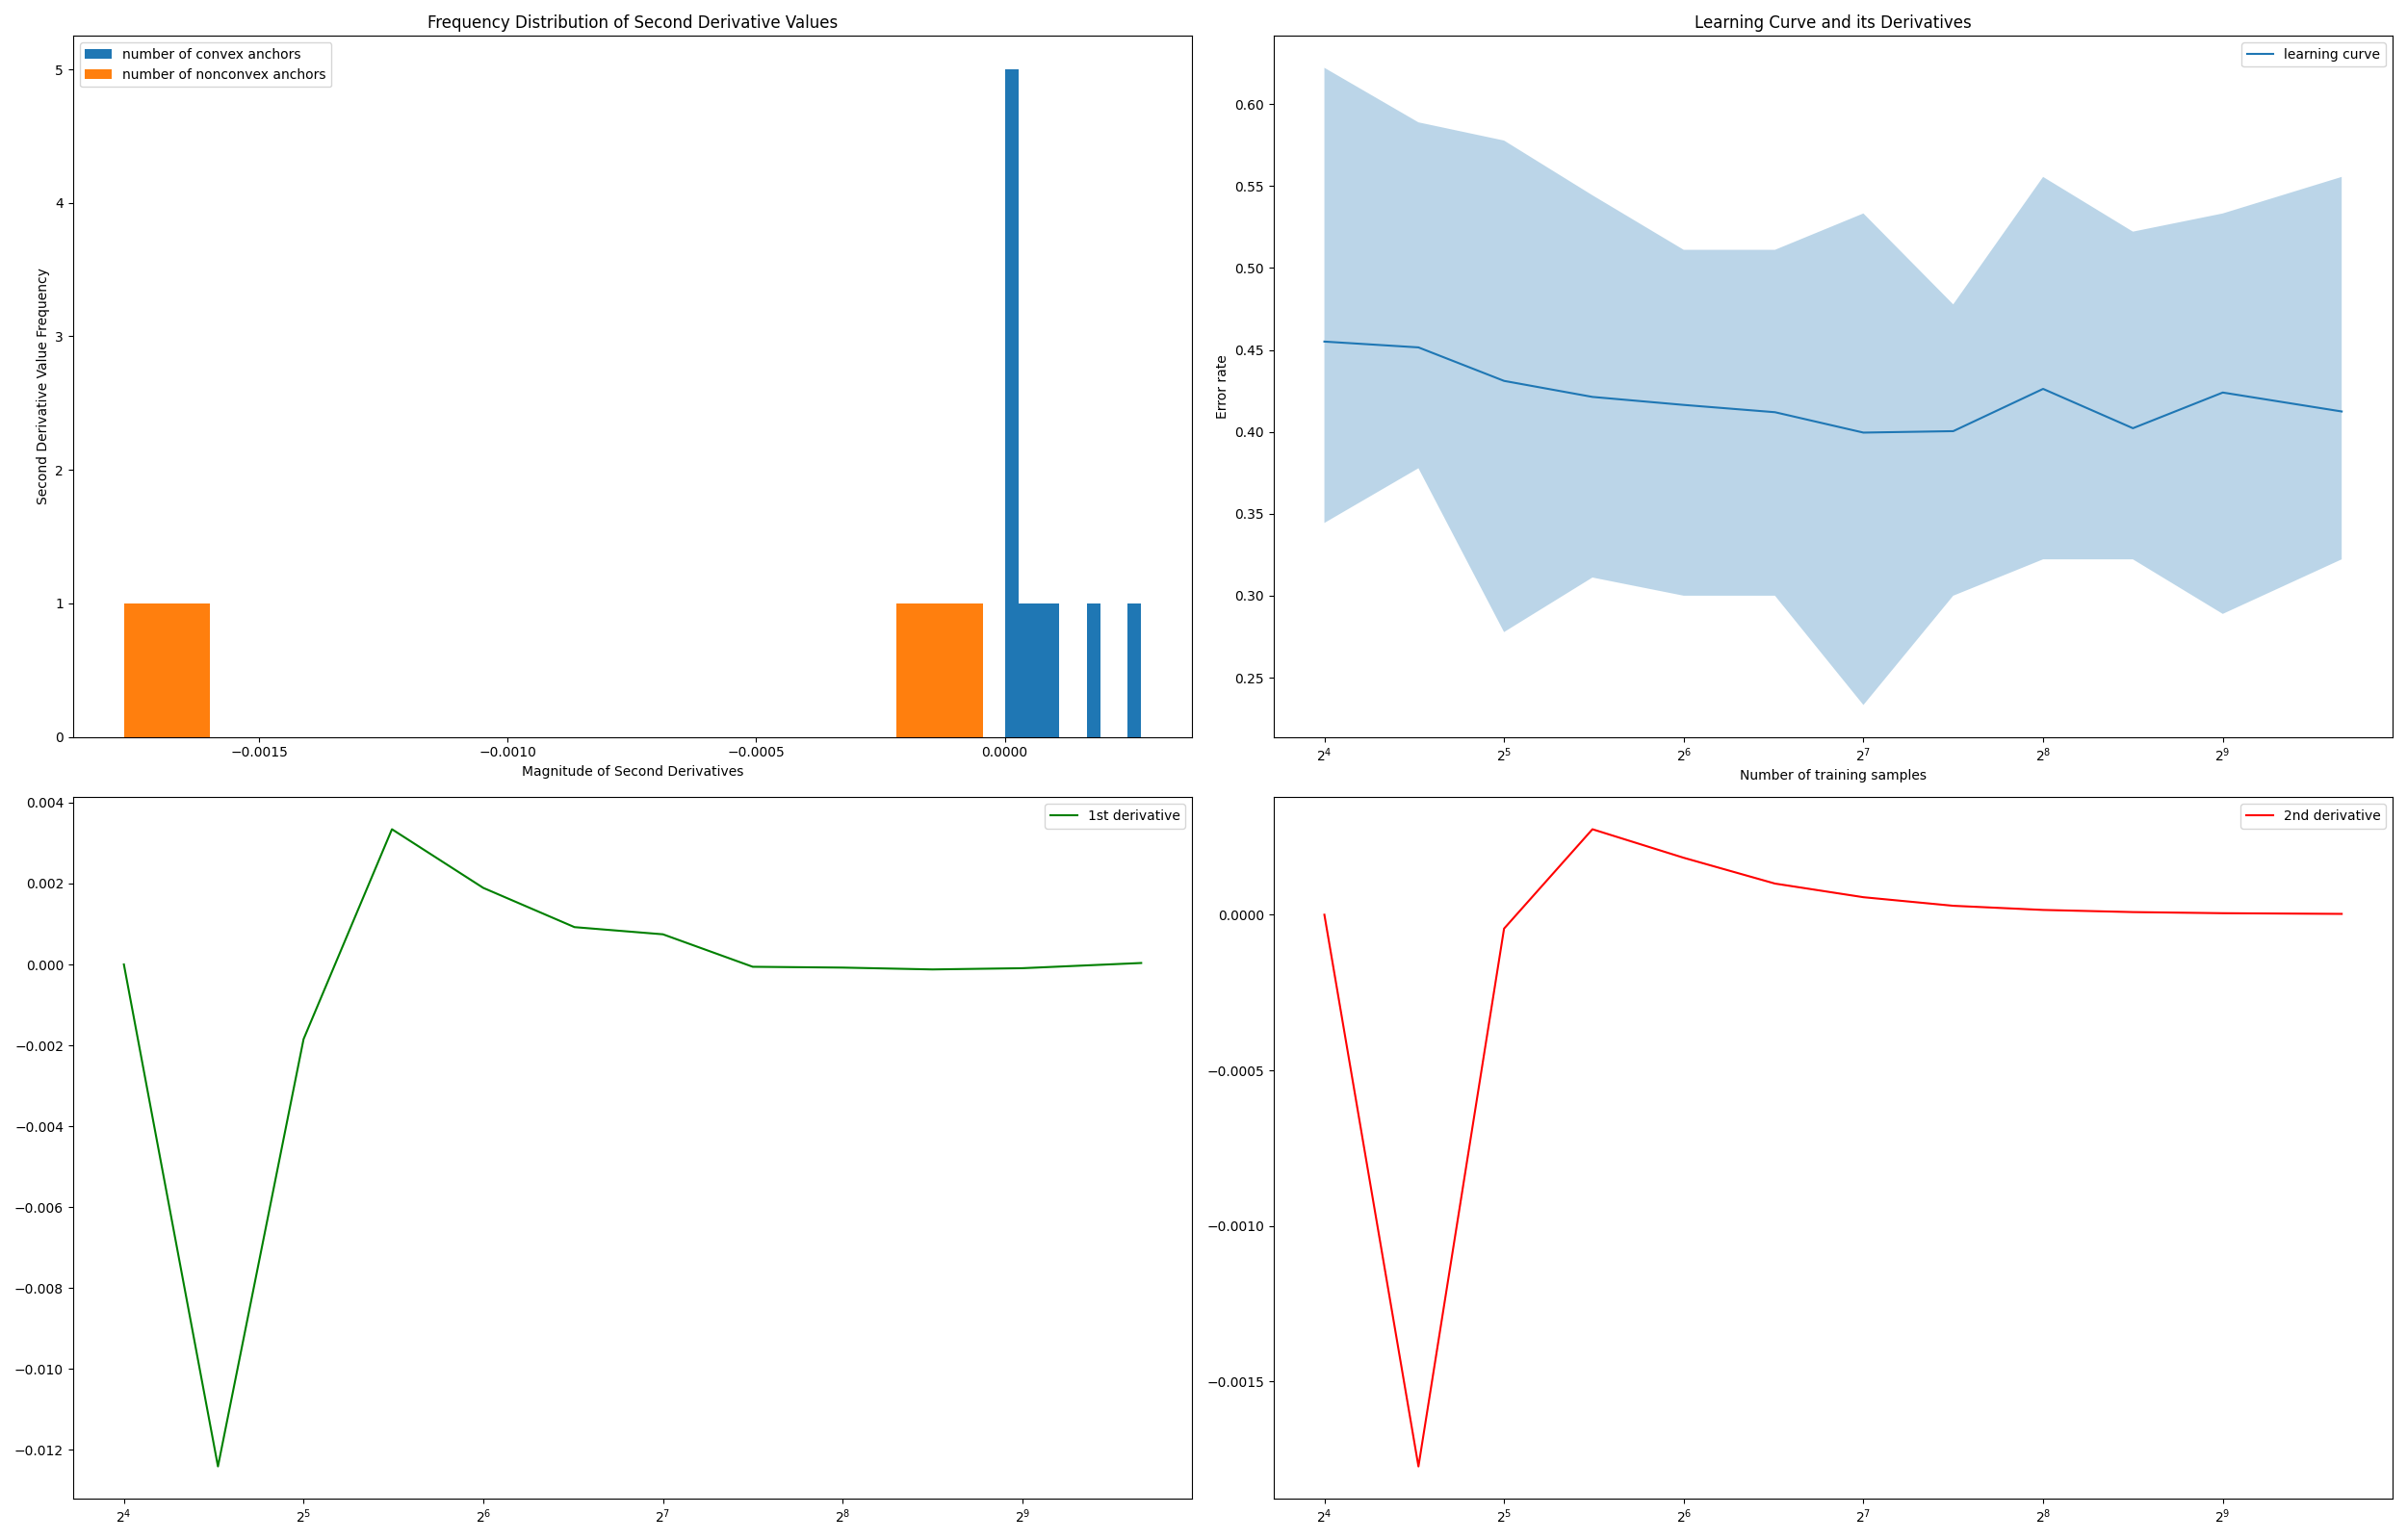 Frequency Distribution of Second Derivative Values
number of convex anchors
number of nonconvex anchors
5
4
3
2
1
0
Second Derivative Value Frequency
−0.0015 −0.0010 −0.0005 0.0000
Magnitude of Second Derivatives
Learning Curve and its Derivatives
learning curve
0.60
0.55
0.50
0.45
0.40
0.35
0.30
0.25
Error rate
2⁴ 2⁵ 2⁶ 2⁷ 2⁸ 2⁹
Number of training samples
1st derivative
0.004
0.002
0.000
−0.002
−0.004
−0.006
−0.008
−0.010
−0.012
2⁴ 2⁵ 2⁶ 2⁷ 2⁸ 2⁹
2nd derivative
0.0000
−0.0005
−0.0010
−0.0015
2⁴ 2⁵ 2⁶ 2⁷ 2⁸ 2⁹